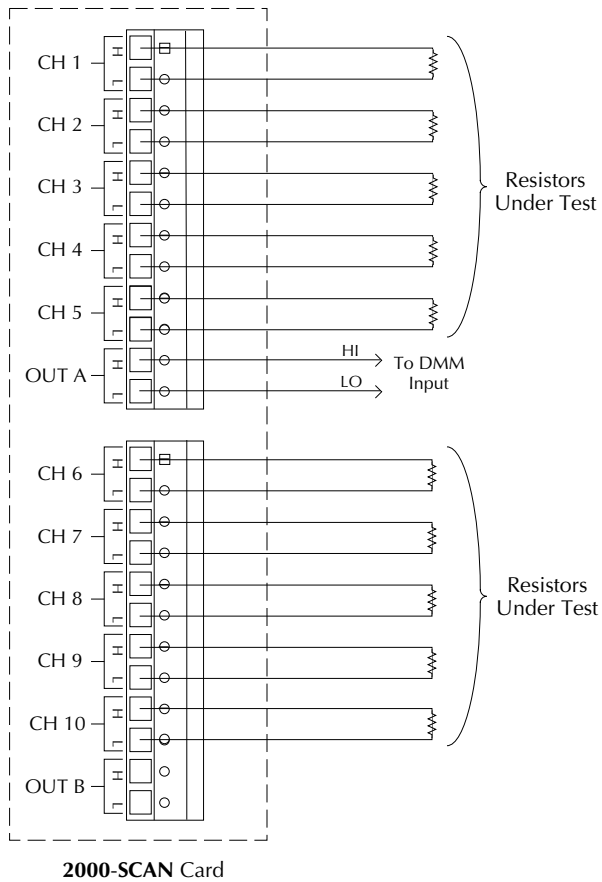 CH 1
H
L
CH 2
H
L
CH 3
H
L
CH 4
H
L
CH 5
H
L
Resistors
Under Test
OUT A
H
L
HI
LO
To DMM
Input
CH 6
H
L
CH 7
H
L
CH 8
H
L
CH 9
H
L
CH 10
H
L
Resistors
Under Test
OUT B
H
L
2000-SCAN Card